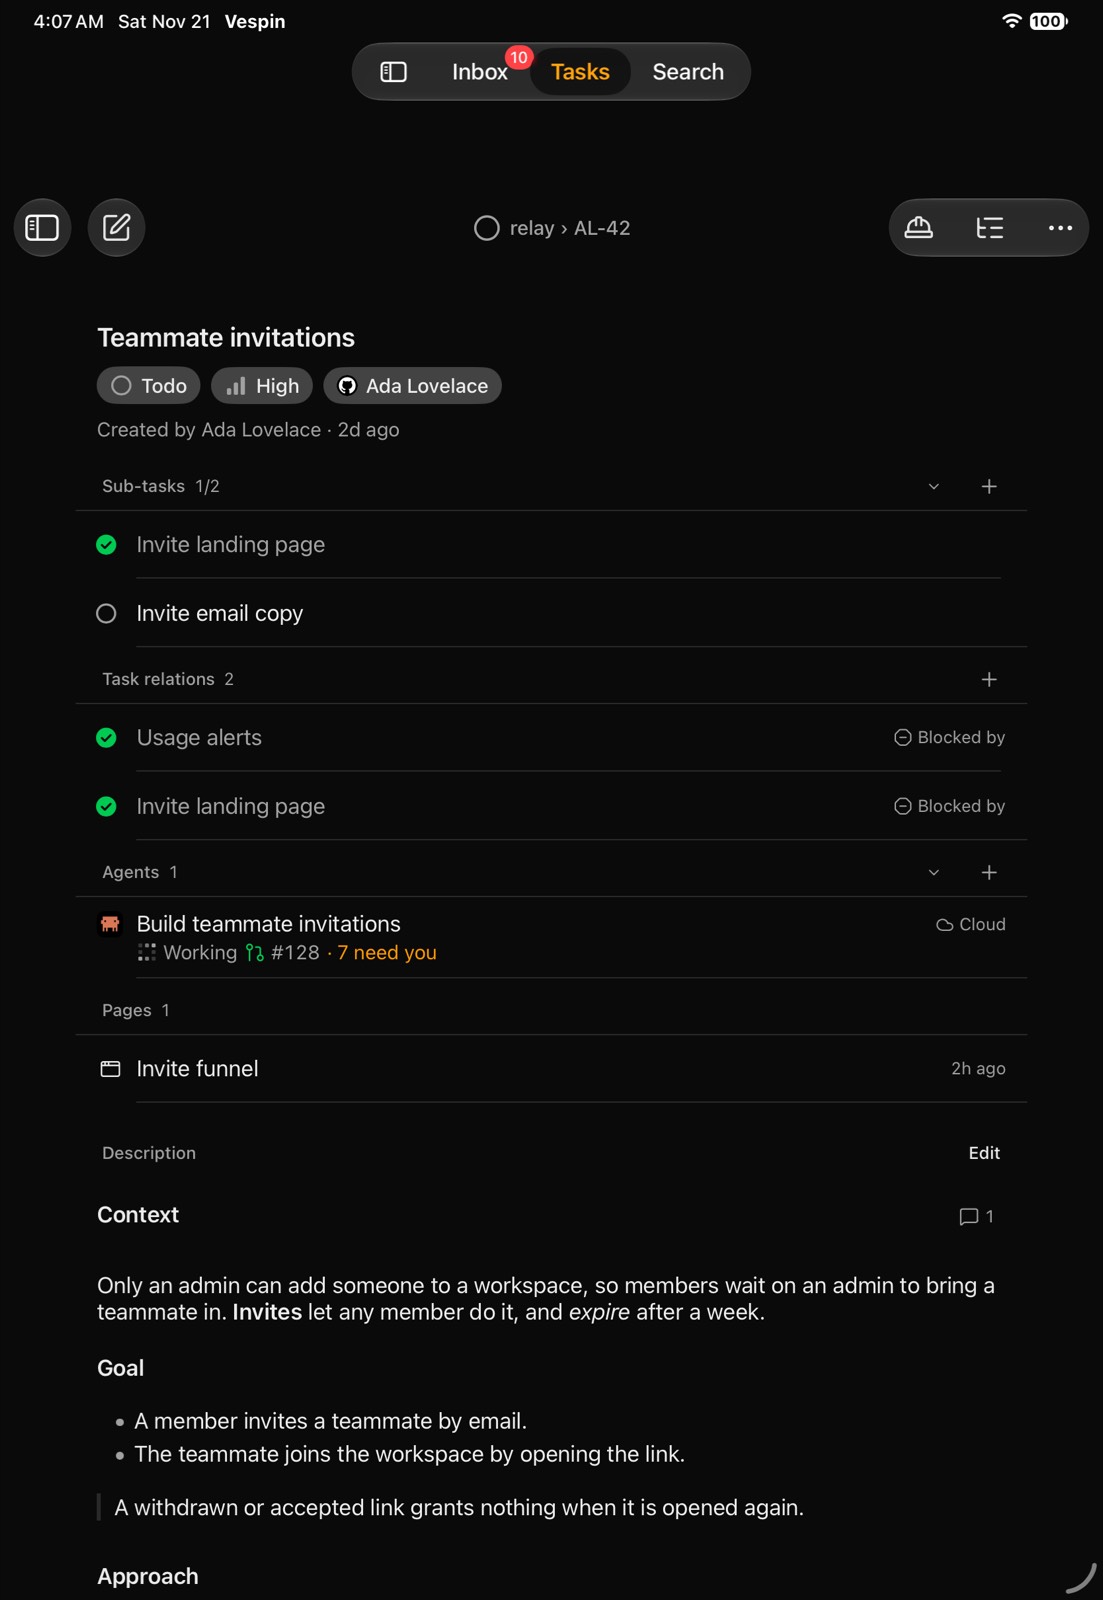 4:07 AM Sat Nov 21 Vespin
100
Inbox 10 Tasks Search
relay › AL-42
Teammate invitations
Todo High Ada Lovelace
Created by Ada Lovelace · 2d ago
Sub-tasks 1/2
Invite landing page
Invite email copy
Task relations 2
Usage alerts Blocked by
Invite landing page Blocked by
Agents 1
Build teammate invitations Cloud
Working #128 · 7 need you
Pages 1
Invite funnel 2h ago
Description Edit
Context 1
Only an admin can add someone to a workspace, so members wait on an admin to bring a
teammate in. Invites let any member do it, and expire after a week.
Goal
• A member invites a teammate by email.
• The teammate joins the workspace by opening the link.
A withdrawn or accepted link grants nothing when it is opened again.
Approach